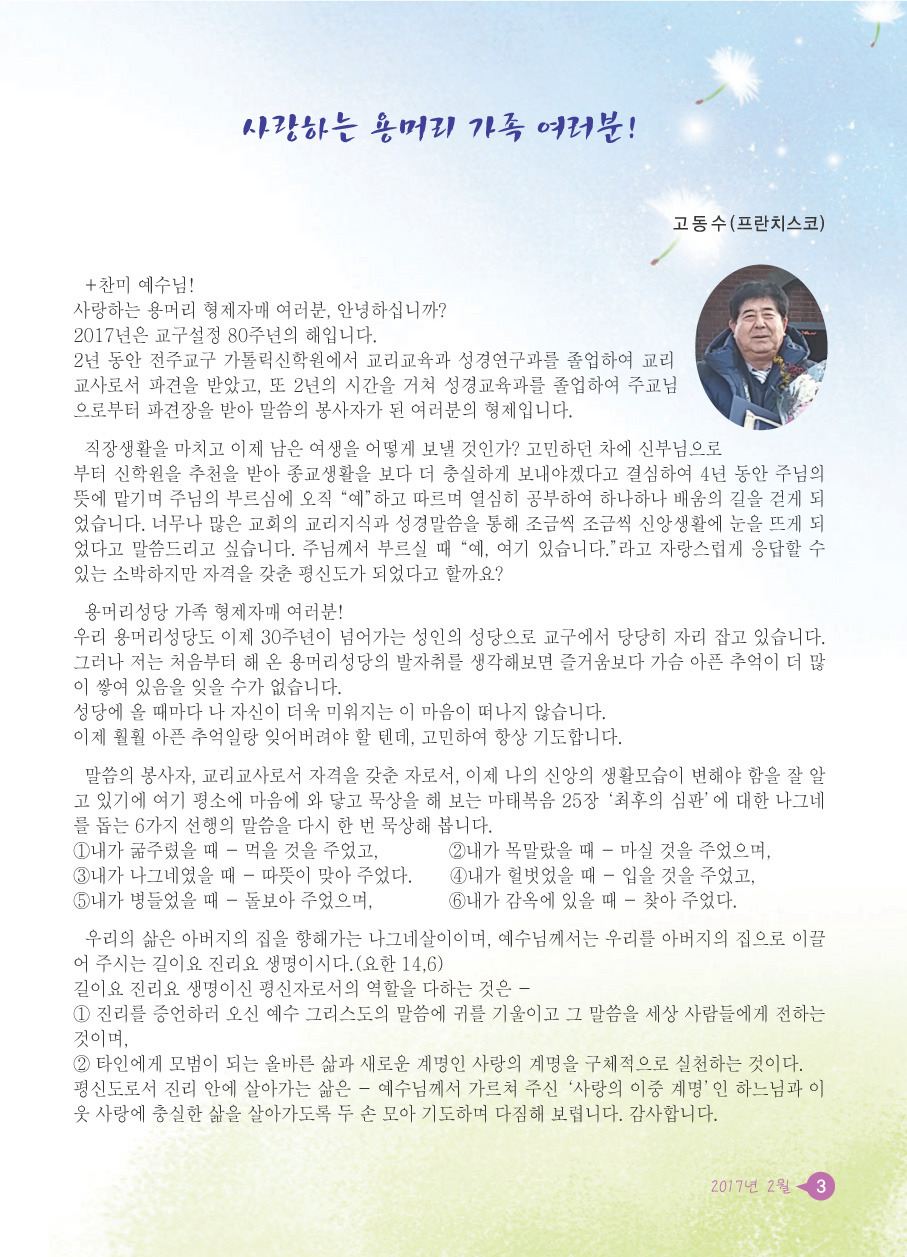 사랑하는 용머리 가족 여러분!
고동수(프란치스코)
+찬미 예수님!
사랑하는 용머리 형제자매 여러분, 안녕하십니까?
2017년은 교구설정 80주년의 해입니다.
2년 동안 전주교구 가톨릭신학원에서 교리교육과 성경연구과를 졸업하여 교리
교사로서 파견을 받았고, 또 2년의 시간을 거쳐 성경교육과를 졸업하여 주교님
으로부터 파견장을 받아 말씀의 봉사자가 된 여러분의 형제입니다.
직장생활을 마치고 이제 남은 여생을 어떻게 보낼 것인가? 고민하던 차에 신부님으로
부터 신학원을 추천을 받아 종교생활을 보다 더 충실하게 보내야겠다고 결심하여 4년 동안 주님의
뜻에 맡기며 주님의 부르심에 오직 “예”하고 따르며 열심히 공부하여 하나하나 배움의 길을 걷게 되
었습니다. 너무나 많은 교회의 교리지식과 성경말씀을 통해 조금씩 조금씩 신앙생활에 눈을 뜨게 되
었다고 말씀드리고 싶습니다. 주님께서 부르실 때 “예, 여기 있습니다.”라고 자랑스럽게 응답할 수
있는 소박하지만 자격을 갖춘 평신도가 되었다고 할까요?
용머리성당 가족 형제자매 여러분!
우리 용머리성당도 이제 30주년이 넘어가는 성인의 성당으로 교구에서 당당히 자리 잡고 있습니다.
그러나 저는 처음부터 해 온 용머리성당의 발자취를 생각해보면 즐거움보다 가슴 아픈 추억이 더 많
이 쌓여 있음을 잊을 수가 없습니다.
성당에 올 때마다 나 자신이 더욱 미워지는 이 마음이 떠나지 않습니다.
이제 훨훨 아픈 추억일랑 잊어버려야 할 텐데, 고민하여 항상 기도합니다.
말씀의 봉사자, 교리교사로서 자격을 갖춘 자로서, 이제 나의 신앙의 생활모습이 변해야 함을 잘 알
고 있기에 여기 평소에 마음에 와 닿고 묵상을 해 보는 마태복음 25장 ‘최후의 심판’에 대한 나그네
를 돕는 6가지 선행의 말씀을 다시 한 번 묵상해 봅니다.
①내가 굶주렸을 때 – 먹을 것을 주었고, ②내가 목말랐을 때 – 마실 것을 주었으며,
③내가 나그네였을 때 – 따뜻이 맞아 주었다. ④내가 헐벗었을 때 – 입을 것을 주었고,
⑤내가 병들었을 때 – 돌보아 주었으며, ⑥내가 감옥에 있을 때 – 찾아 주었다.
우리의 삶은 아버지의 집을 향해가는 나그네살이이며, 예수님께서는 우리를 아버지의 집으로 이끌
어 주시는 길이요 진리요 생명이시다.(요한 14,6)
길이요 진리요 생명이신 평신자로서의 역할을 다하는 것은 –
① 진리를 증언하러 오신 예수 그리스도의 말씀에 귀를 기울이고 그 말씀을 세상 사람들에게 전하는
것이며,
② 타인에게 모범이 되는 올바른 삶과 새로운 계명인 사랑의 계명을 구체적으로 실천하는 것이다.
평신도로서 진리 안에 살아가는 삶은 – 예수님께서 가르쳐 주신 ‘사랑의 이중 계명’인 하느님과 이
웃 사랑에 충실한 삶을 살아가도록 두 손 모아 기도하며 다짐해 보렵니다. 감사합니다.
2017년 2월 3